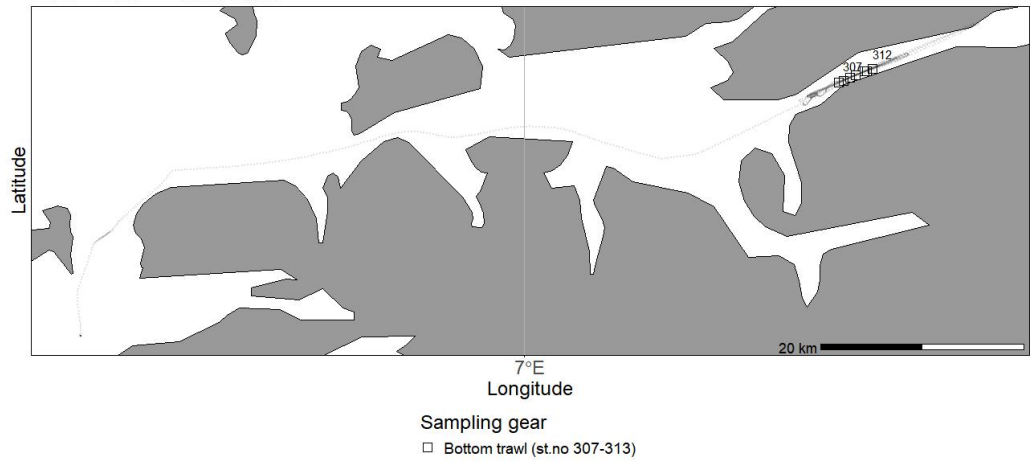 312
307
Latitude
20 km
7°E
Longitude
Sampling gear
Bottom trawl (st.no 307-313)